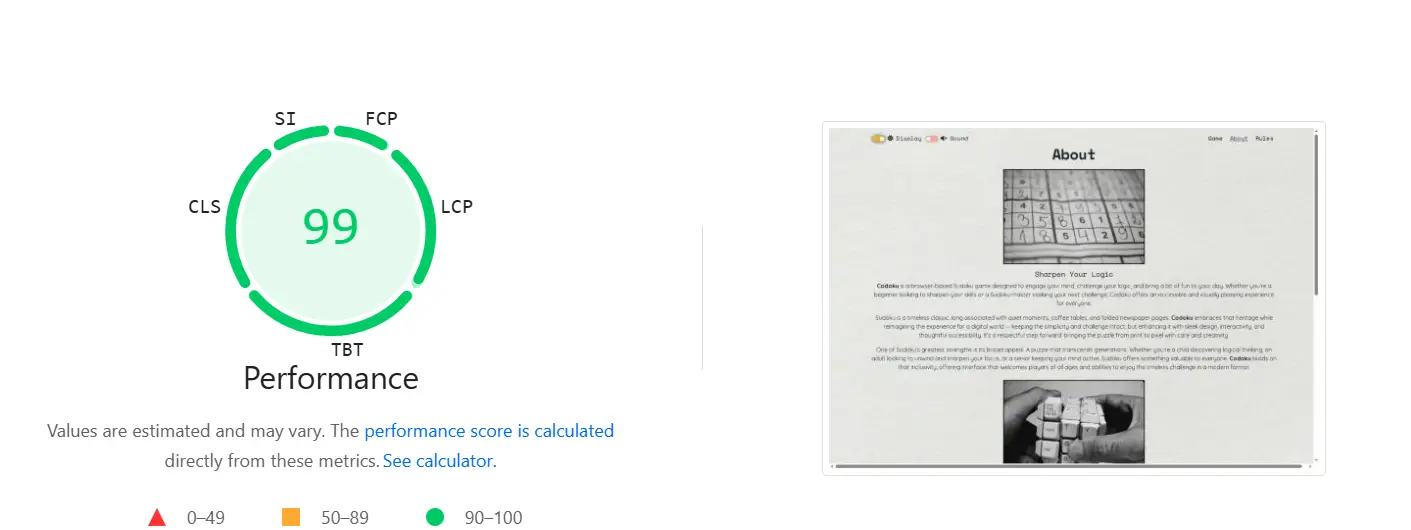 SI
FCP
CLS
99
LCP
TBT
Performance
Values are estimated and may vary. The performance score is calculated
directly from these metrics. See calculator.
0–49
50–89
90–100
Display
Sound
Game
About
Rules
About
Sharpen Your Logic
Codoku is a browser-based Sudoku game designed to engage your mind, challenge your logic, and bring a bit of fun to your day. Whether you're a
beginner looking to sharpen your skills or a Sudoku master seeking your next challenge, Codoku offers an accessible and visually pleasing experience
for everyone.
Sudoku is a timeless classic, long associated with quiet moments, coffee tables, and folded newspaper pages. Codoku embraces that heritage while
reimagining the experience for a digital world — keeping the simplicity and challenge intact, but enhancing it with sleek design, interactivity, and
thoughtful accessibility. It's a respectful step forward: bringing the puzzle from print to pixel with care and creativity.
One of Sudoku's greatest strengths is its broad appeal. A puzzle that transcends generations. Whether you're a child discovering logical thinking, an
adult looking to unwind and sharpen your focus, or a senior keeping your mind active, Sudoku offers something valuable to everyone. Codoku builds on
that inclusivity, offering interface that welcomes players of all ages and abilities to enjoy the timeless challenge in a modern format.